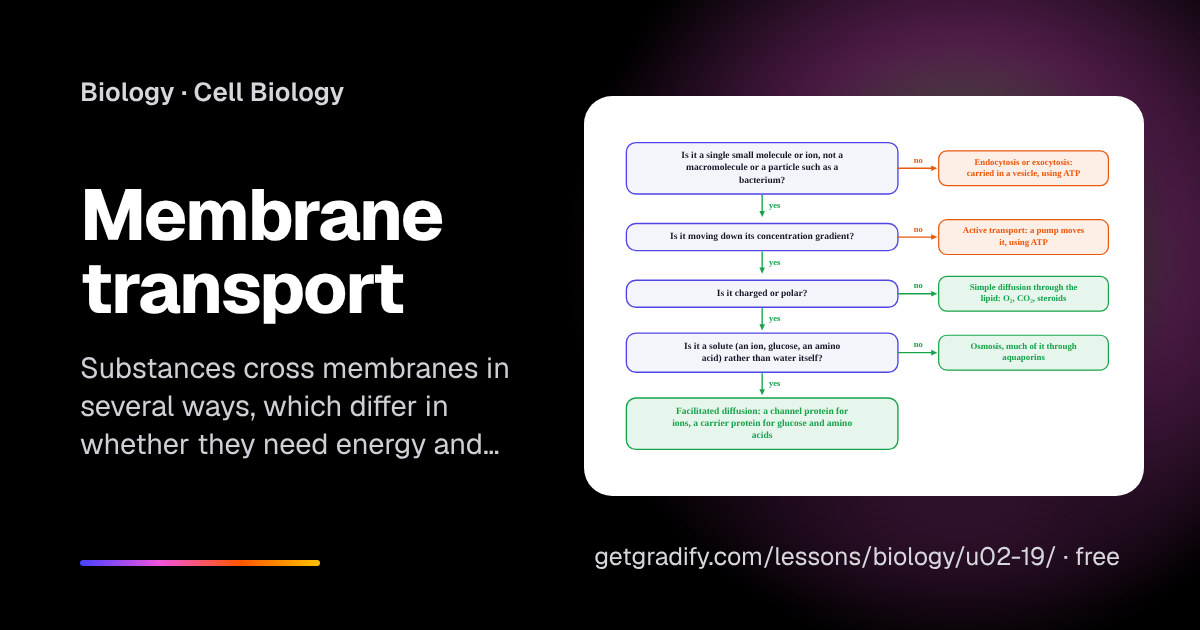 Biology · Cell Biology
Membrane
transport
Substances cross membranes in
several ways, which differ in
whether they need energy and...
Is it a single small molecule or ion, not a
macromolecule or a particle such as a
bacterium?
no
Endocytosis or exocytosis:
carried in a vesicle, using ATP
yes
Is it moving down its concentration gradient?
no
Active transport: a pump moves
it, using ATP
yes
Is it charged or polar?
no
Simple diffusion through the
lipid: O₂, CO₂, steroids
yes
Is it a solute (an ion, glucose, an amino
acid) rather than water itself?
no
Osmosis, much of it through
aquaporins
yes
Facilitated diffusion: a channel protein for
ions, a carrier protein for glucose and amino
acids
getgradify.com/lessons/biology/u02-19/ · free